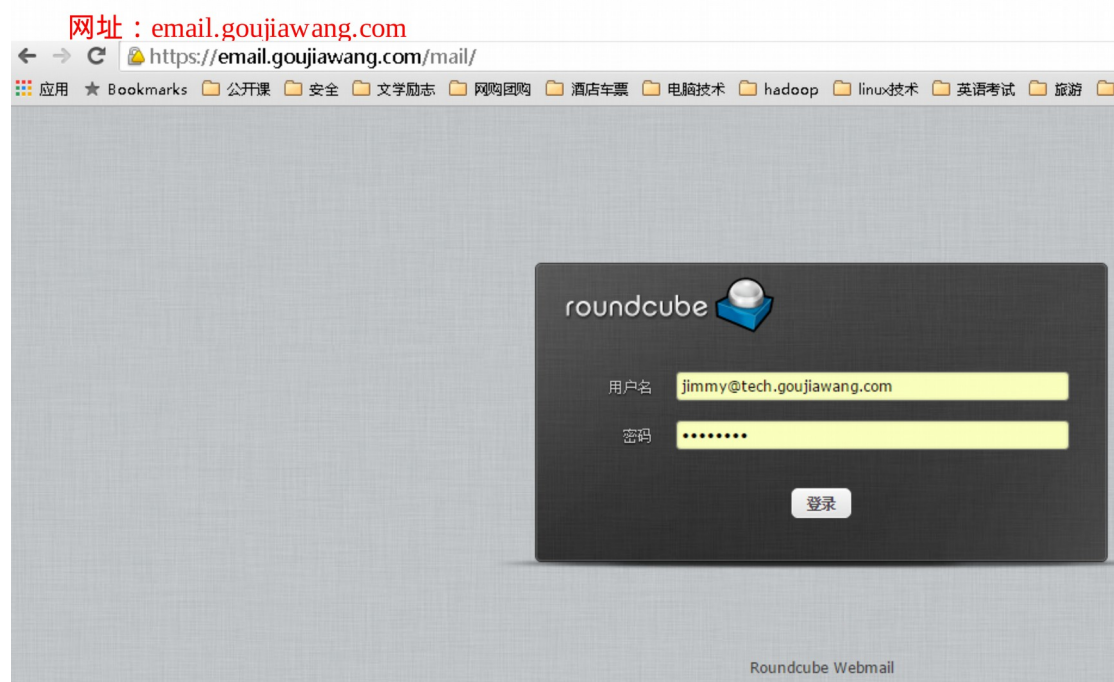 网址：email.goujiawang.com
https://email.goujiawang.com/mail/
应用 Bookmarks 公开课 安全 文学励志 网购团购 酒店车票 电脑技术 hadoop linux技术 英语考试 旅游
roundcube
用户名 jimmy@tech.goujiawang.com
密码 ••••••••
登录
Roundcube Webmail